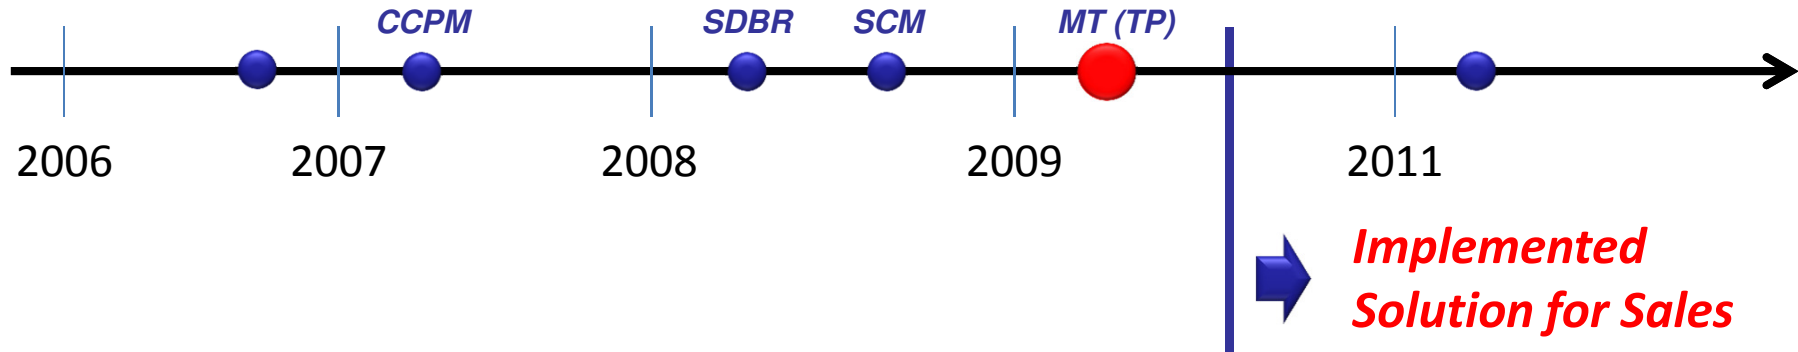 CCPM SDBR SCM MT (TP)
2006 2007 2008 2009 2011
Implemented
Solution for Sales